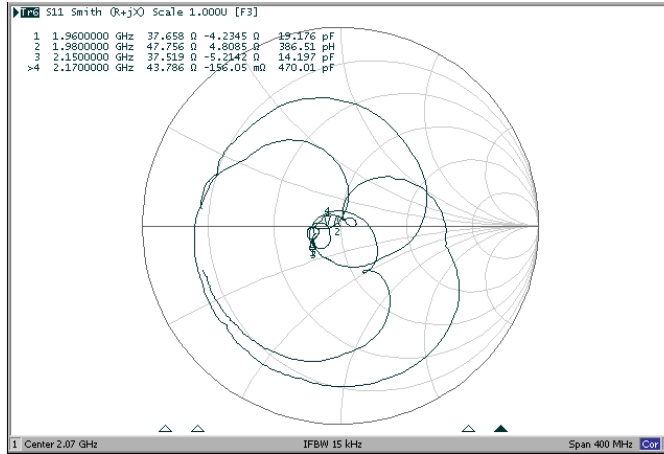 Tr6 S11 Smith (R+jX) Scale 1.000U [F3]
1 1.9600000 GHz 37.658 Ω -4.2345 Ω 19.176 pF
2 1.9800000 GHz 47.756 Ω 4.8085 Ω 386.51 pH
3 2.1500000 GHz 37.519 Ω -5.2142 Ω 14.197 pF
>4 2.1700000 GHz 43.786 Ω -156.05 mΩ 470.01 pF
4
2
1 Center 2.07 GHz IFBW 15 kHz Span 400 MHz Cor